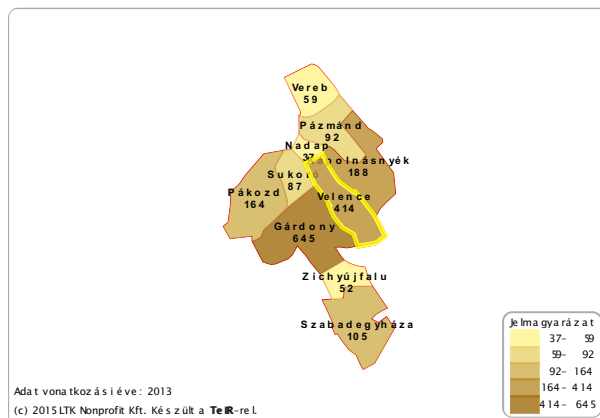 Vereb
59
Pázmánd
92
Nadap
37
Kápolnásnyék
188
Sukoró
87
Pákozd
164
Velence
414
Gárdony
645
Zichyújfalu
52
Szabadegyháza
105
Jelmagyarázat
37– 59
59– 92
92– 164
164– 414
414– 645
Adat vonatkozási éve: 2013
(c) 2015 LTK Nonprofit Kft. Készült a TeIR-rel.